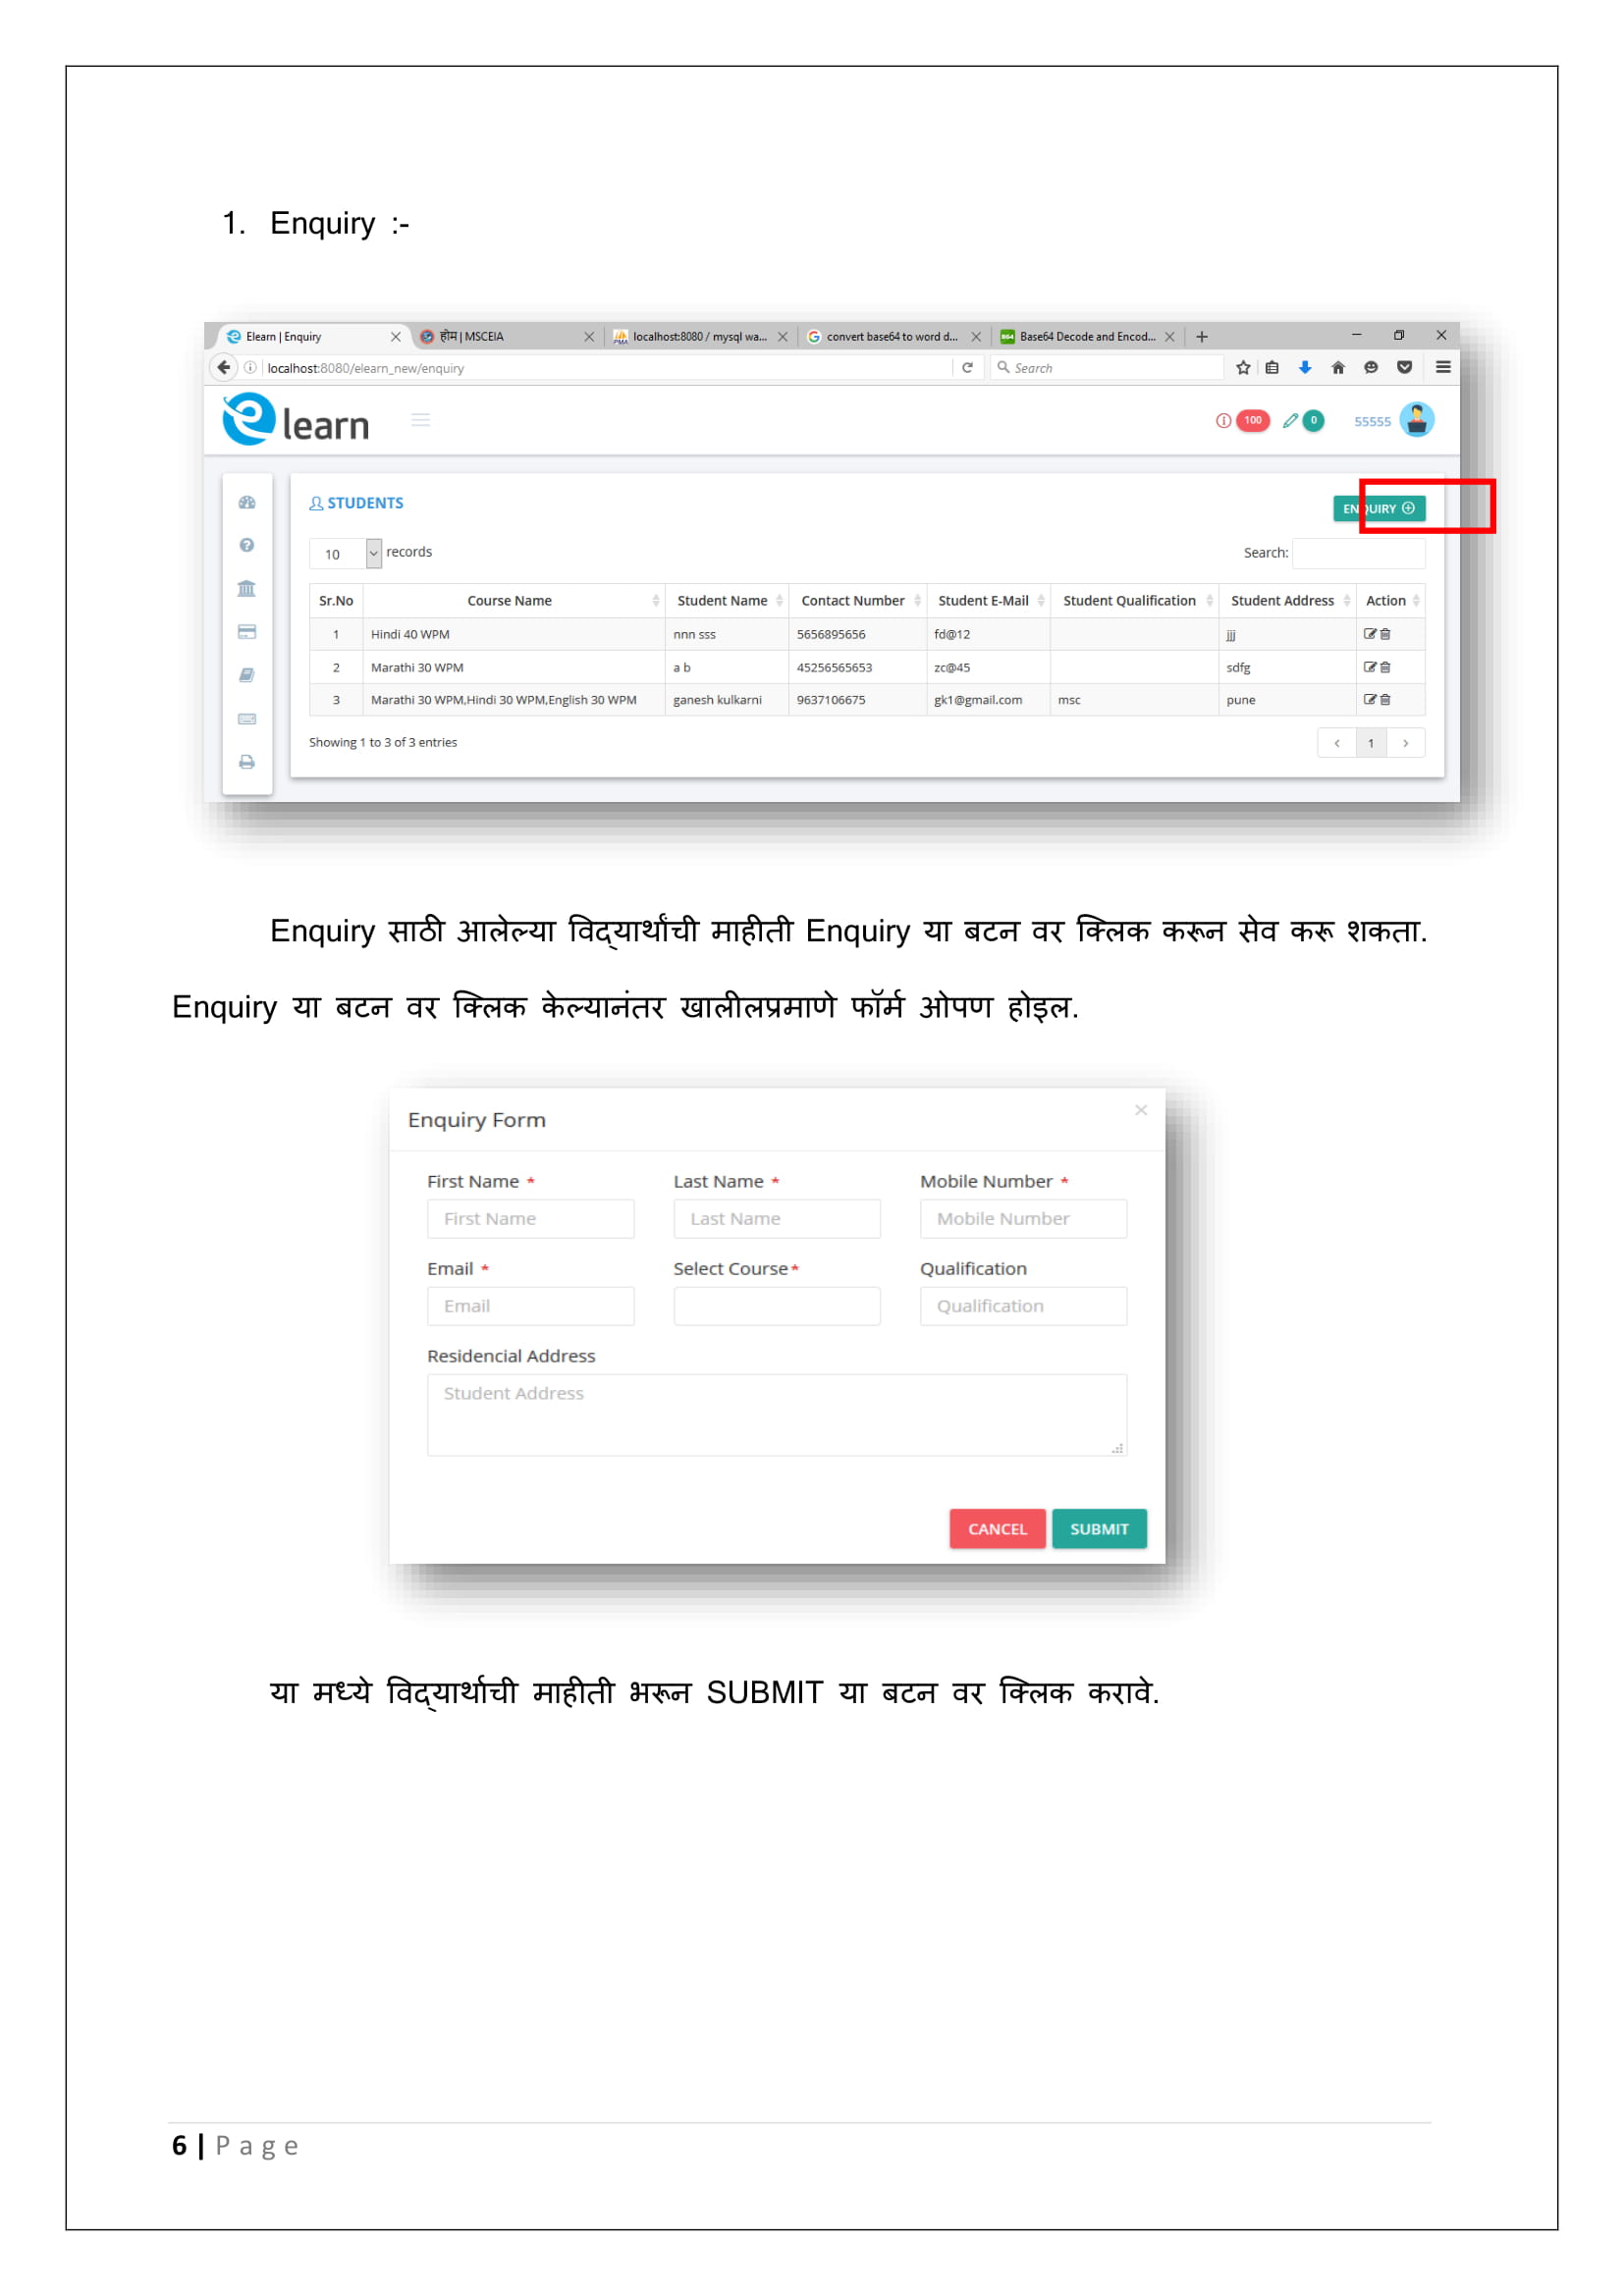 1. Enquiry :-
Elearn | Enquiry
होम | MSCEIA
localhost:8080 / mysql wa...
convert base64 to word d...
Base64 Decode and Encod...
localhost:8080/elearn_new/enquiry
Search
elearn
100
0
55555
STUDENTS
ENQUIRY
10 records
Search:
Sr.No Course Name Student Name Contact Number Student E-Mail Student Qualification Student Address Action
1 Hindi 40 WPM nnn sss 5656895656 fd@12 jjj
2 Marathi 30 WPM a b 45256565653 zc@45 sdfg
3 Marathi 30 WPM,Hindi 30 WPM,English 30 WPM ganesh kulkarni 9637106675 gk1@gmail.com msc pune
Showing 1 to 3 of 3 entries
< 1 >
Enquiry साठी आलेल्या विद्‌यार्थांची माहीती Enquiry या बटन वर क्लिक करून सेव करू शकता.
Enquiry या बटन वर क्लिक केल्यानंतर खालीलप्रमाणे फॉर्म ओपण होइल.
Enquiry Form
First Name * Last Name * Mobile Number *
First Name Last Name Mobile Number
Email * Select Course* Qualification
Email Qualification
Residencial Address
Student Address
CANCEL SUBMIT
या मध्ये विद्‌यार्थाची माहीती भरून SUBMIT या बटन वर क्लिक करावे.
6 | Page